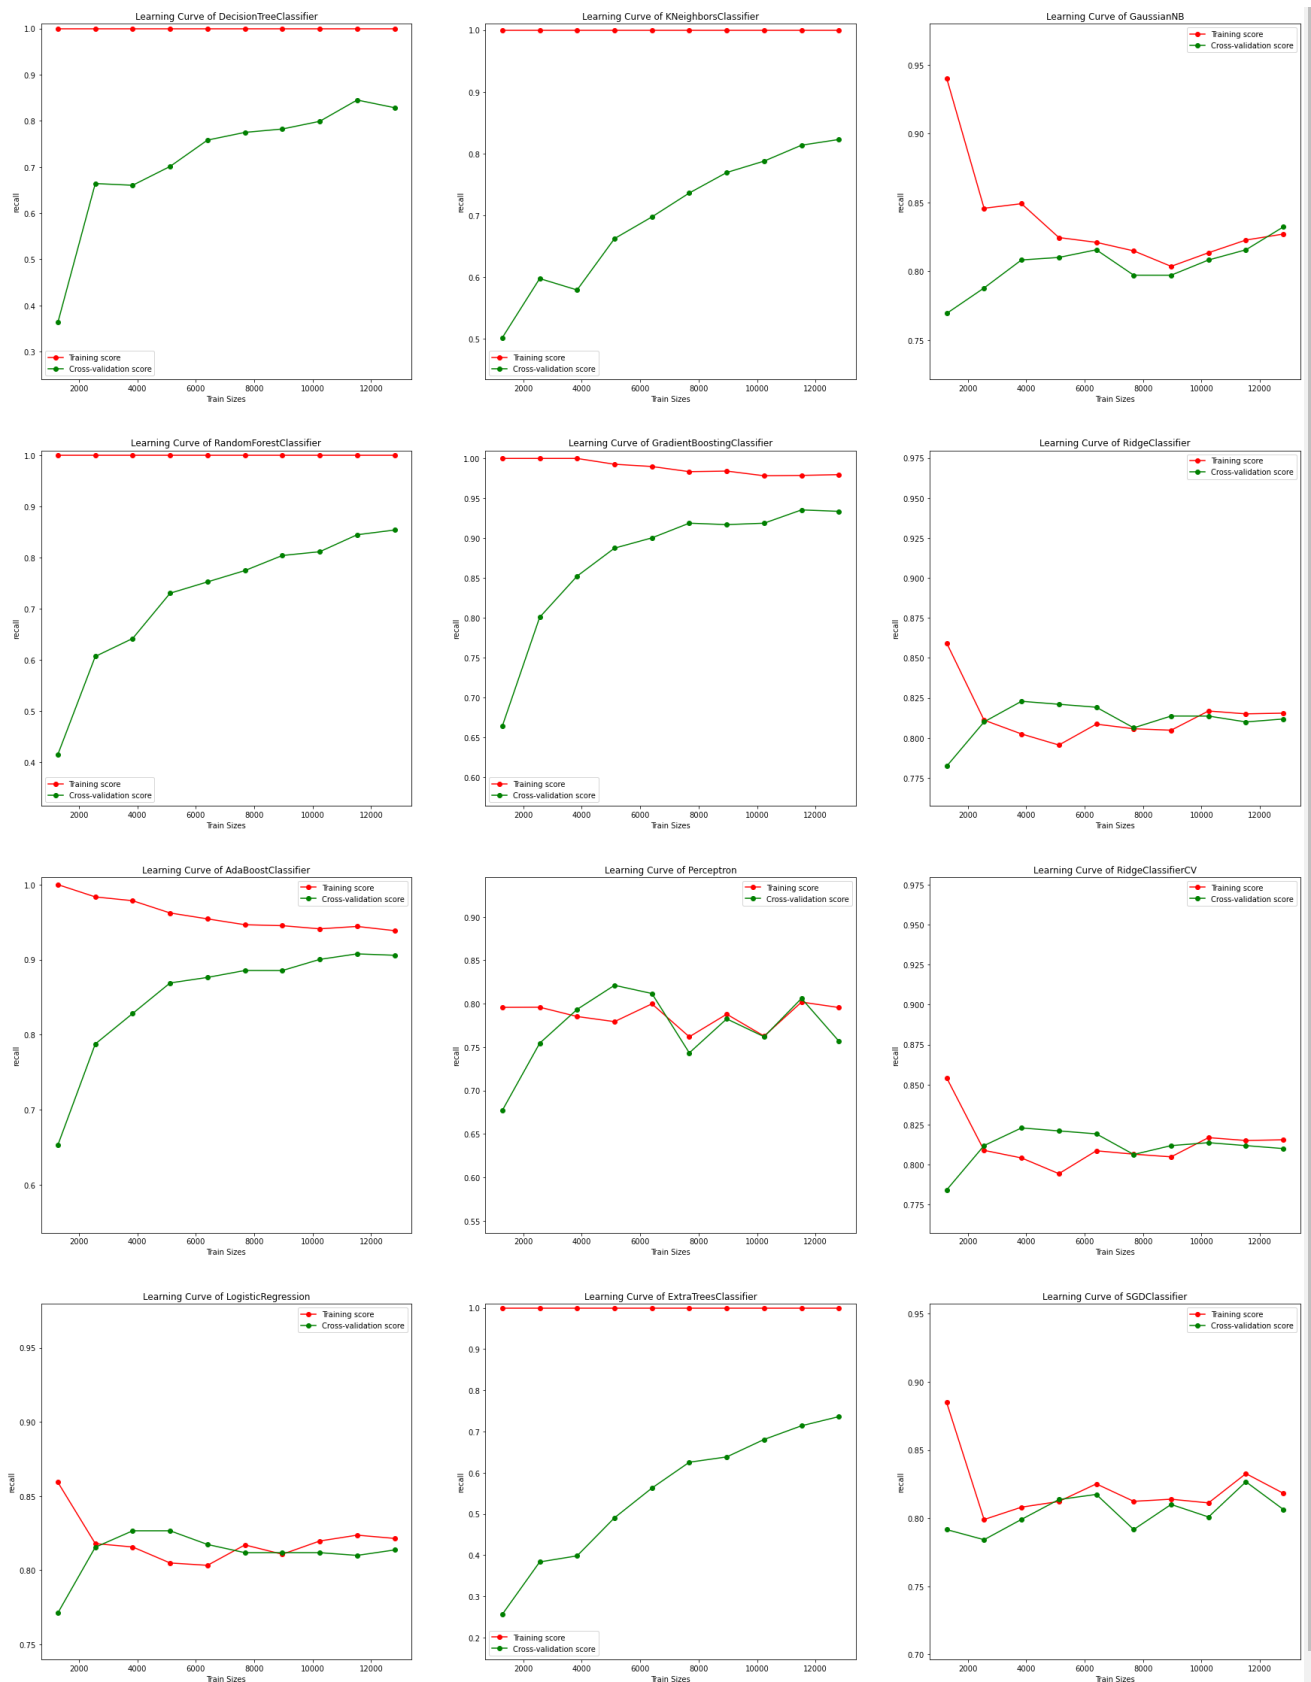 Learning Curve of DecisionTreeClassifier
1.0
0.9
0.8
0.7
0.6
0.5
0.4
0.3
recall
Training score
Cross-validation score
2000 4000 6000 8000 10000 12000
Train Sizes
Learning Curve of KNeighborsClassifier
1.0
0.9
0.8
0.7
0.6
0.5
recall
Training score
Cross-validation score
2000 4000 6000 8000 10000 12000
Train Sizes
Learning Curve of GaussianNB
Training score
Cross-validation score
0.95
0.90
0.85
0.80
0.75
recall
2000 4000 6000 8000 10000 12000
Train Sizes
Learning Curve of RandomForestClassifier
1.0
0.9
0.8
0.7
0.6
0.5
0.4
recall
Training score
Cross-validation score
2000 4000 6000 8000 10000 12000
Train Sizes
Learning Curve of GradientBoostingClassifier
1.00
0.95
0.90
0.85
0.80
0.75
0.70
0.65
0.60
recall
Training score
Cross-validation score
2000 4000 6000 8000 10000 12000
Train Sizes
Learning Curve of RidgeClassifier
Training score
Cross-validation score
0.975
0.950
0.925
0.900
0.875
0.850
0.825
0.800
0.775
recall
2000 4000 6000 8000 10000 12000
Train Sizes
Learning Curve of AdaBoostClassifier
Training score
Cross-validation score
1.0
0.9
0.8
0.7
0.6
recall
2000 4000 6000 8000 10000 12000
Train Sizes
Learning Curve of Perceptron
Training score
Cross-validation score
0.90
0.85
0.80
0.75
0.70
0.65
0.60
0.55
recall
2000 4000 6000 8000 10000 12000
Train Sizes
Learning Curve of RidgeClassifierCV
Training score
Cross-validation score
0.975
0.950
0.925
0.900
0.875
0.850
0.825
0.800
0.775
recall
2000 4000 6000 8000 10000 12000
Train Sizes
Learning Curve of LogisticRegression
Training score
Cross-validation score
0.95
0.90
0.85
0.80
0.75
recall
2000 4000 6000 8000 10000 12000
Train Sizes
Learning Curve of ExtraTreesClassifier
1.0
0.9
0.8
0.7
0.6
0.5
0.4
0.3
0.2
recall
Training score
Cross-validation score
2000 4000 6000 8000 10000 12000
Train Sizes
Learning Curve of SGDClassifier
Training score
Cross-validation score
0.95
0.90
0.85
0.80
0.75
0.70
recall
2000 4000 6000 8000 10000 12000
Train Sizes